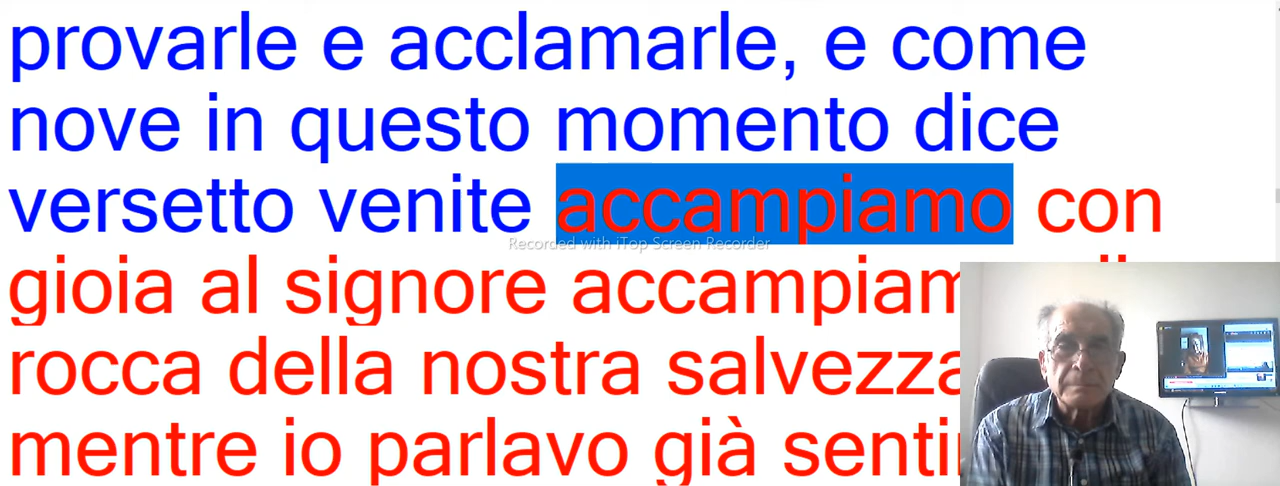 provarle e acclamarle, e come
nove in questo momento dice
versetto venite accampiamo con
Recorded with iTop Screen Recorder
gioia al signore
rocca della nostra
mentre io parlavo già